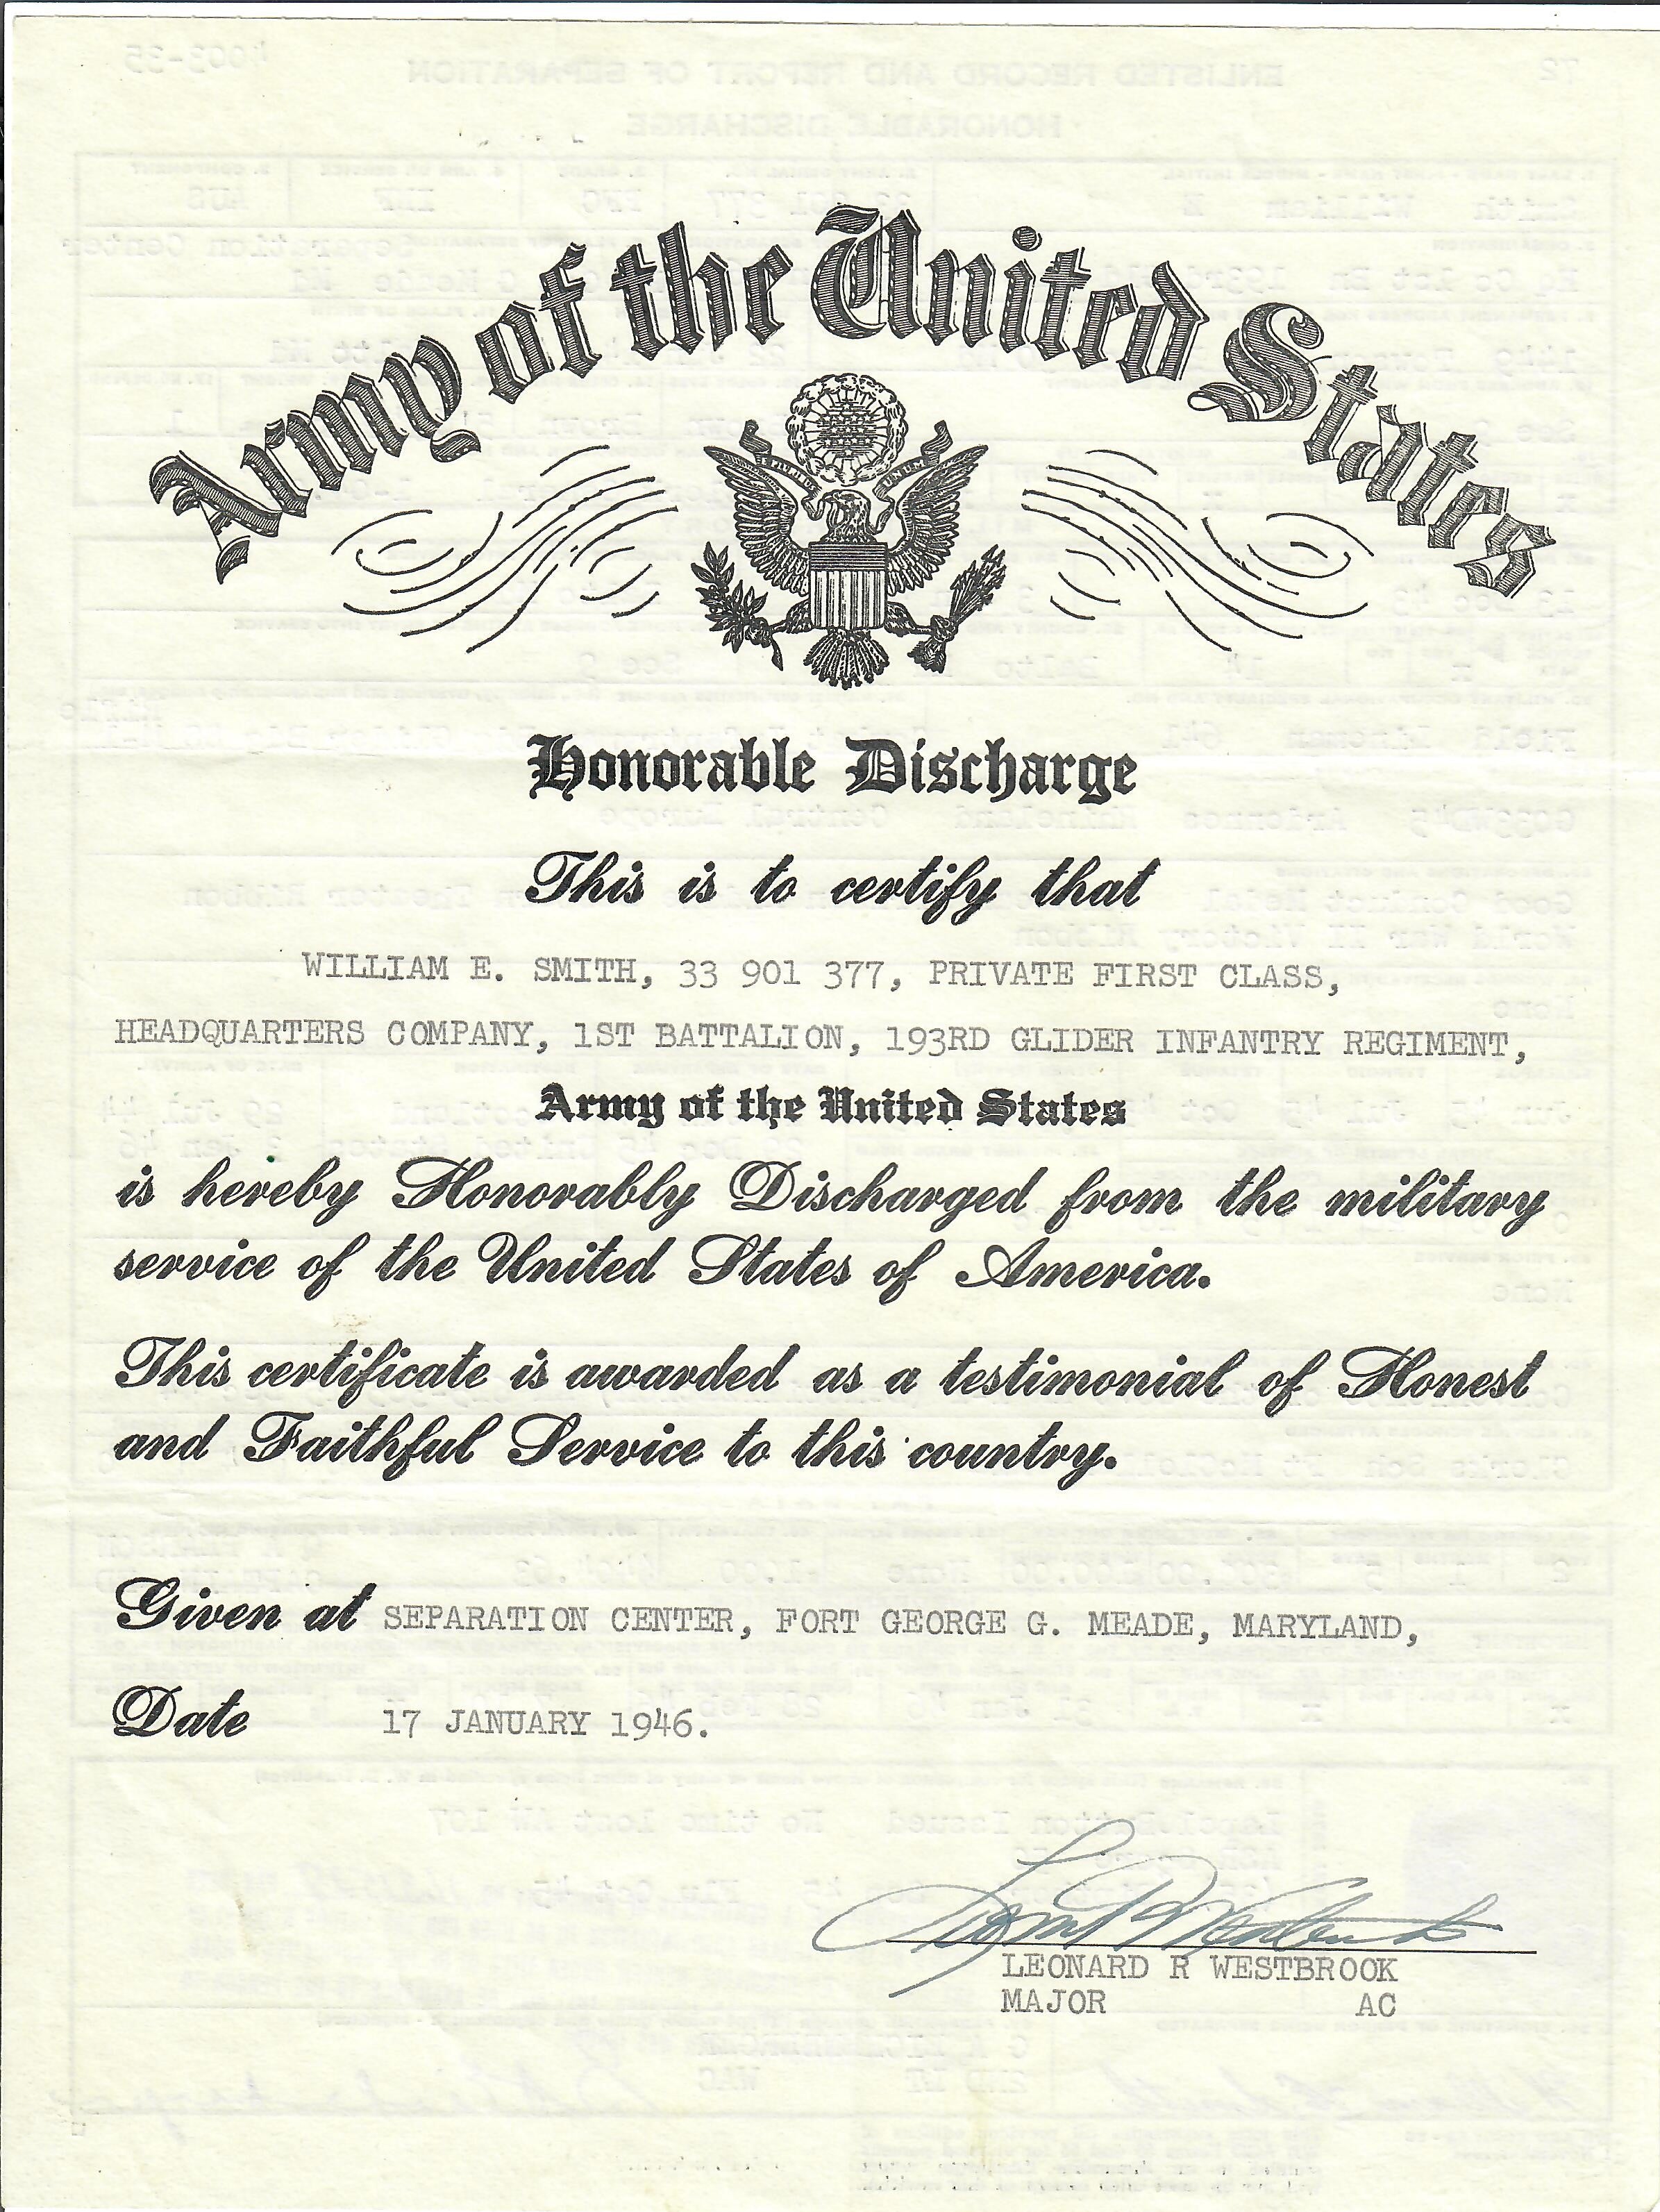 Army of the United States
E PLURIBUS UNUM
Honorable Discharge
This is to certify that
WILLIAM E. SMITH, 33 901 377, PRIVATE FIRST CLASS,
HEADQUARTERS COMPANY, 1ST BATTALION, 193RD GLIDER INFANTRY REGIMENT,
Army of the United States
is hereby Honorably Discharged from the military
service of the United States of America.
This certificate is awarded as a testimonial of Honest
and Faithful Service to this country.
Given at SEPARATION CENTER, FORT GEORGE G. MEADE, MARYLAND,
Date 17 JANUARY 1946.
LEONARD R WESTBROOK
MAJOR AC